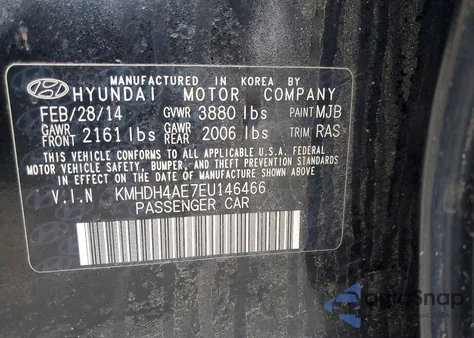 MANUFACTURED IN KOREA BY
HYUNDAI MOTOR COMPANY
FEB/28/14 GVWR 3880 lbs PAINT MJB
GAWR FRONT 2161 lbs GAWR REAR 2006 lbs TRIM RAS
THIS VEHICLE CONFORMS TO ALL APPLICABLE U.S.A. FEDERAL
MOTOR VEHICLE SAFETY, BUMPER, AND THEFT PREVENTION
STANDARDS IN EFFECT ON THE DATE OF MANUFACTURE SHOWN ABOVE.
V.I.N KMHDH4AE7EU146466
PASSENGER CAR
AutoSnap